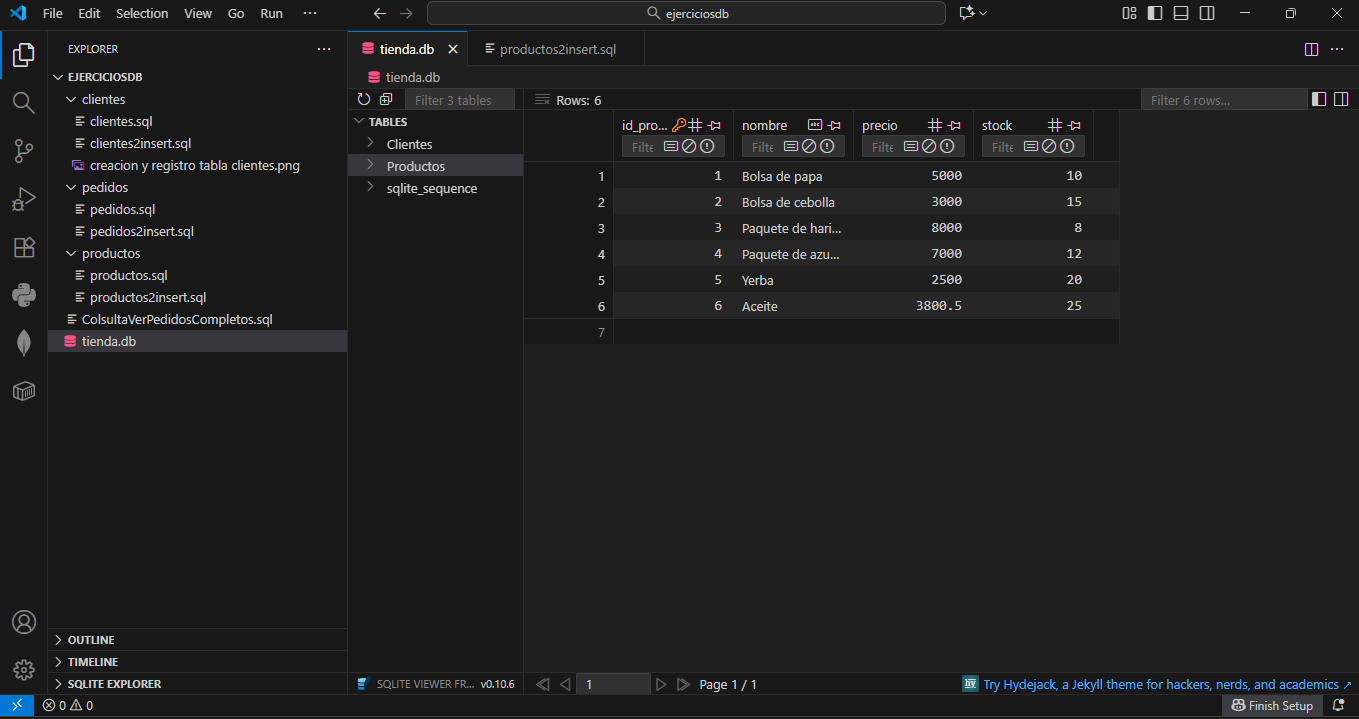 File Edit Selection View Go Run ··· ejerciciosdb
EXPLORER ···
EJERCICIOSDB
clientes
clientes.sql
clientes2insert.sql
creacion y registro tabla clientes.png
pedidos
pedidos.sql
pedidos2insert.sql
productos
productos.sql
productos2insert.sql
ColsultaVerPedidosCompletos.sql
tienda.db
OUTLINE
TIMELINE
SQLITE EXPLORER
tienda.db productos2insert.sql ···
tienda.db
Filter 3 tables
TABLES
Clientes
Productos
sqlite_sequence
Rows: 6 Filter 6 rows...
id_pro... nombre abc precio stock
Filte Filte Filte Filte
1 1 Bolsa de papa 5000 10
2 2 Bolsa de cebolla 3000 15
3 3 Paquete de hari... 8000 8
4 4 Paquete de azu... 7000 12
5 5 Yerba 2500 20
6 6 Aceite 3800.5 25
7
SQLITE VIEWER FR... v0.10.6 1 Page 1 / 1 hy Try Hydejack, a Jekyll theme for hackers, nerds, and academics ↗
0 0 Finish Setup